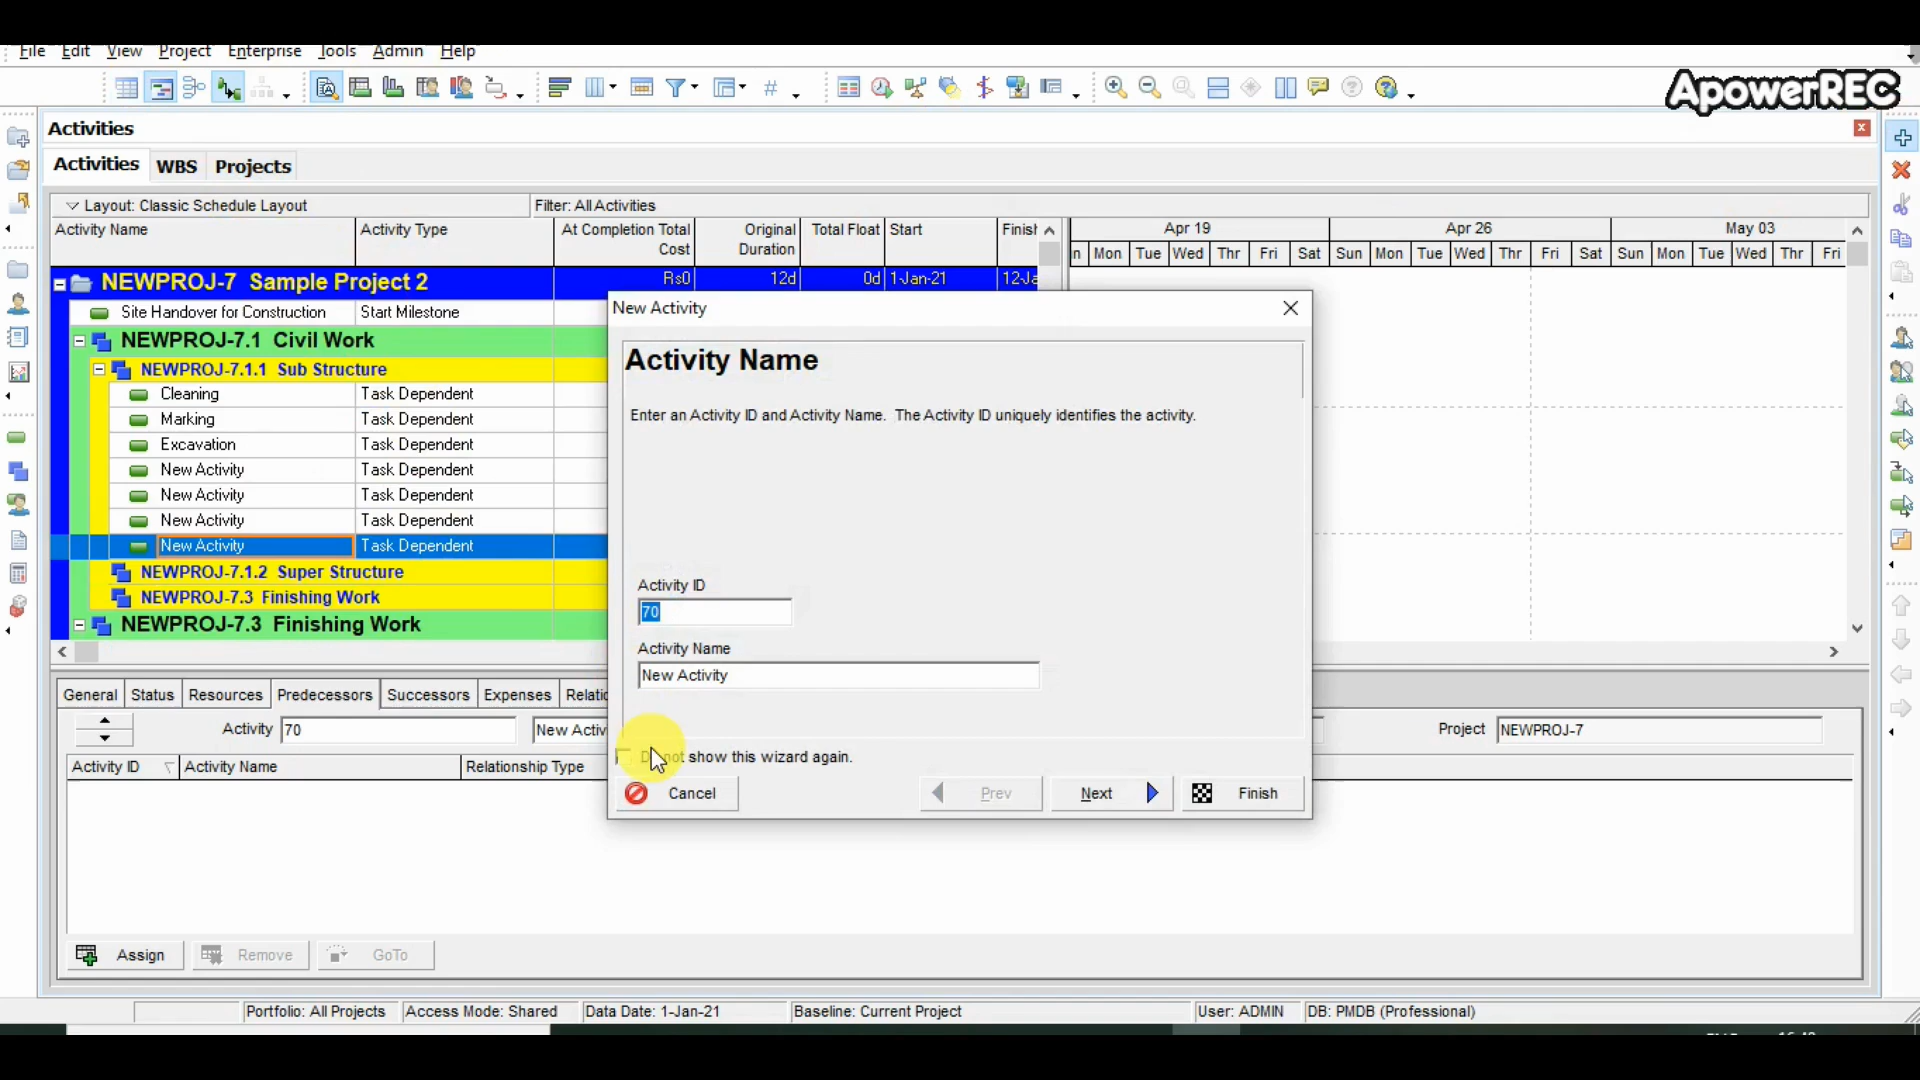 File Edit View Project Enterprise Tools Admin Help
ApowerREC
Activities
Activities WBS Projects
Layout: Classic Schedule Layout Filter: All Activities
Activity Name Activity Type At Completion Total Cost Original Duration Total Float Start Finish
Apr 19 Apr 26 May 03
n Mon Tue Wed Thr Fri Sat Sun Mon Tue Wed Thr Fri Sat Sun Mon Tue Wed Thr Fri
NEWPROJ-7 Sample Project 2 Rs0 12d 0d 1-Jan-21 12-Ja
Site Handover for Construction Start Milestone
NEWPROJ-7.1 Civil Work
NEWPROJ-7.1.1 Sub Structure
Cleaning Task Dependent
Marking Task Dependent
Excavation Task Dependent
New Activity Task Dependent
New Activity Task Dependent
New Activity Task Dependent
New Activity Task Dependent
NEWPROJ-7.1.2 Super Structure
NEWPROJ-7.3 Finishing Work
NEWPROJ-7.3 Finishing Work
New Activity
Activity Name
Enter an Activity ID and Activity Name. The Activity ID uniquely identifies the activity.
Activity ID
70
Activity Name
New Activity
Do not show this wizard again.
Cancel Prev Next Finish
General Status Resources Predecessors Successors Expenses Relatio
Activity 70 New Activ Project NEWPROJ-7
Activity ID Activity Name Relationship Type
Assign Remove GoTo
Portfolio: All Projects Access Mode: Shared Data Date: 1-Jan-21 Baseline: Current Project User: ADMIN DB: PMDB (Professional)